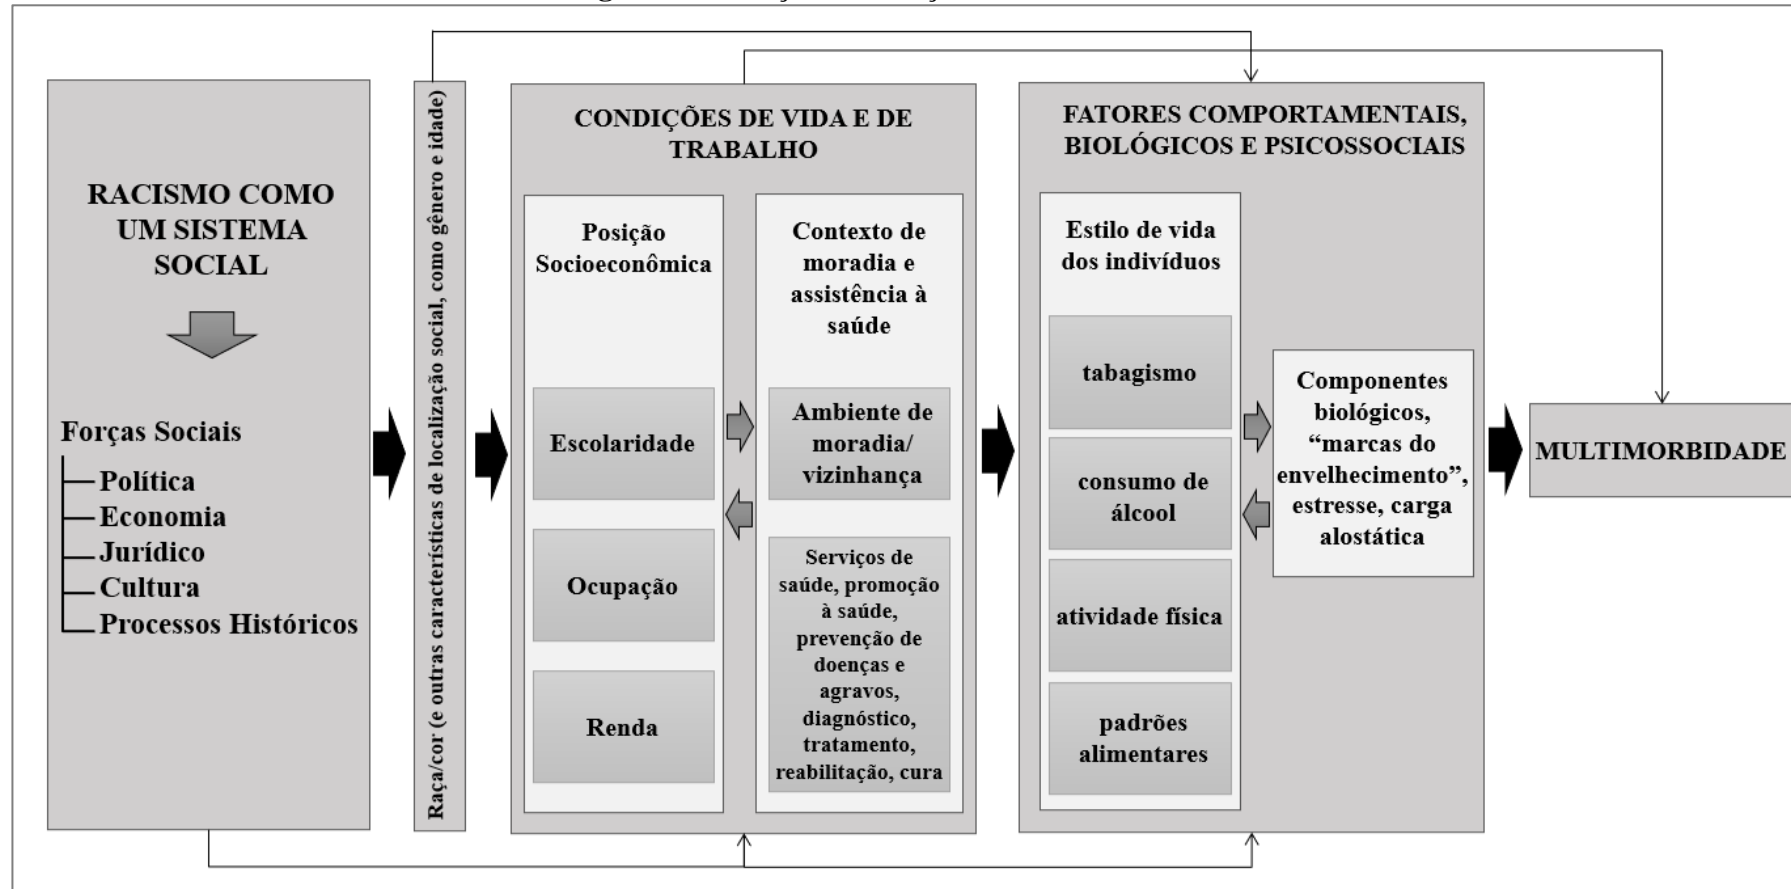 RACISMO COMO
UM SISTEMA
SOCIAL
Forças Sociais
Política
Economia
Jurídico
Cultura
Processos Históricos
Raça/cor (e outras características de localização social, como gênero e idade)
CONDIÇÕES DE VIDA E DE
TRABALHO
Posição
Socioeconômica
Escolaridade
Ocupação
Renda
Contexto de
moradia e
assistência à
saúde
Ambiente de
moradia/
vizinhança
Serviços de
saúde, promoção
à saúde,
prevenção de
doenças e
agravos,
diagnóstico,
tratamento,
reabilitação, cura
FATORES COMPORTAMENTAIS,
BIOLÓGICOS E PSICOSSOCIAIS
Estilo de vida
dos indivíduos
tabagismo
consumo de
álcool
atividade física
padrões
alimentares
Componentes
biológicos,
“marcas do
envelhecimento”,
estresse, carga
alostática
MULTIMORBIDADE